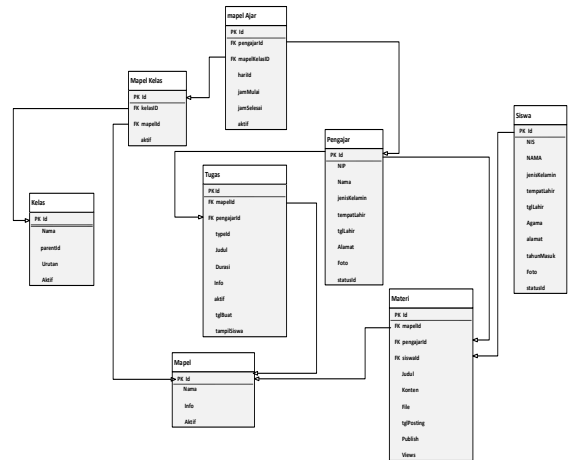 mapel Ajar
PK Id
FK pengajarId
FK mapelKelasID
hariId
jamMulai
jamSelesai
aktif
Mapel Kelas
PK Id
FK kelasID
FK mapelId
aktif
Siswa
PK Id
NIS
NAMA
jenisKelamin
tempatLahir
tglLahir
Agama
alamat
tahunMasuk
Foto
statusId
Pengajar
PK Id
NIP
Nama
jenisKelamin
tempatLahir
tglLahir
Alamat
Foto
statusId
Tugas
PK Id
FK mapelId
FK pengajarId
typeId
Judul
Durasi
Info
aktif
tglBuat
tampilSiswa
Kelas
PK Id
Nama
parentId
Urutan
Aktif
Materi
PK Id
FK mapelId
FK pengajarId
FK siswaId
Judul
Konten
File
tglPosting
Publish
Views
Mapel
PK Id
Nama
Info
Aktif